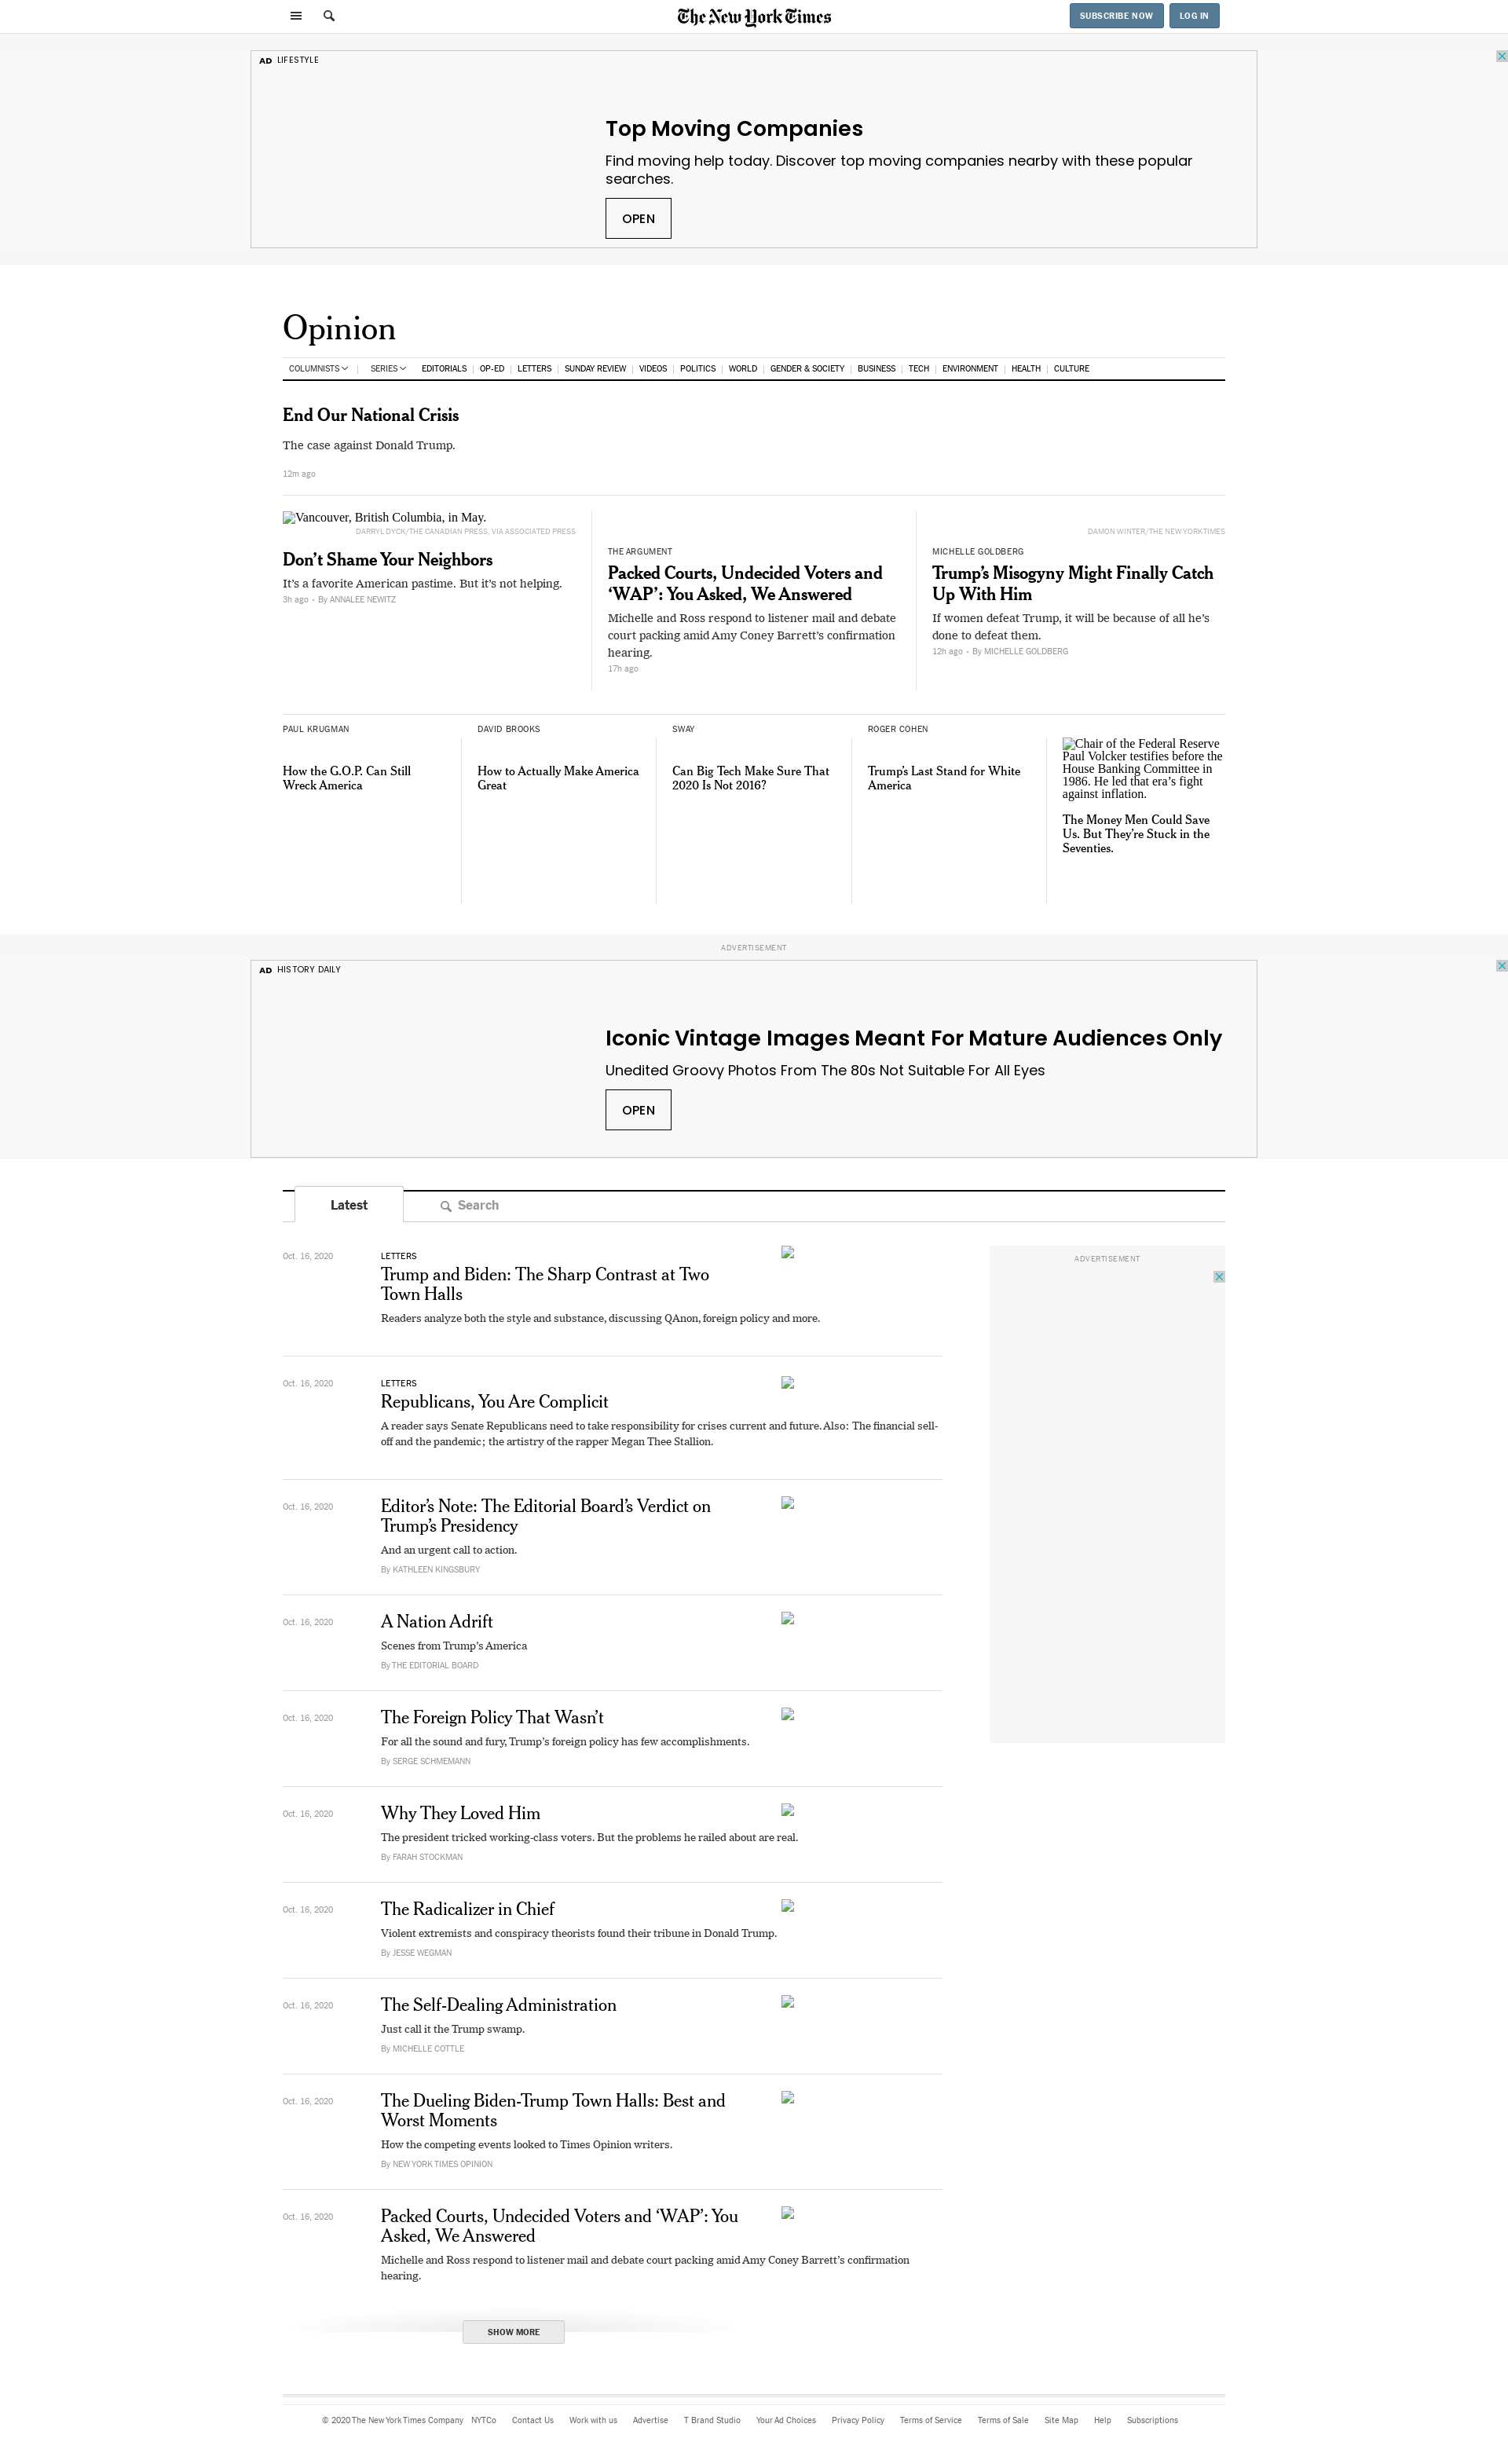 The New York Times
SUBSCRIBE NOW
LOG IN
AD LIFESTYLE
Top Moving Companies
Find moving help today. Discover top moving companies nearby with these popular
searches.
OPEN
Opinion
COLUMNISTS | SERIES EDITORIALS | OP-ED | LETTERS | SUNDAY REVIEW | VIDEOS | POLITICS | WORLD | GENDER & SOCIETY | BUSINESS | TECH | ENVIRONMENT | HEALTH | CULTURE
End Our National Crisis
The case against Donald Trump.
12m ago
Vancouver, British Columbia, in May.
DARRYL DYCK/THE CANADIAN PRESS, VIA ASSOCIATED PRESS
Don’t Shame Your Neighbors
It’s a favorite American pastime. But it’s not helping.
3h ago • By ANNALEE NEWITZ
THE ARGUMENT
Packed Courts, Undecided Voters and
‘WAP’: You Asked, We Answered
Michelle and Ross respond to listener mail and debate
court packing amid Amy Coney Barrett’s confirmation
hearing.
17h ago
DAMON WINTER/THE NEW YORK TIMES
MICHELLE GOLDBERG
Trump’s Misogyny Might Finally Catch
Up With Him
If women defeat Trump, it will be because of all he’s
done to defeat them.
12h ago • By MICHELLE GOLDBERG
PAUL KRUGMAN
How the G.O.P. Can Still
Wreck America
DAVID BROOKS
How to Actually Make America
Great
SWAY
Can Big Tech Make Sure That
2020 Is Not 2016?
ROGER COHEN
Trump’s Last Stand for White
America
Chair of the Federal Reserve
Paul Volcker testifies before the
House Banking Committee in
1986. He led that era’s fight
against inflation.
The Money Men Could Save
Us. But They’re Stuck in the
Seventies.
ADVERTISEMENT
AD HISTORY DAILY
Iconic Vintage Images Meant For Mature Audiences Only
Unedited Groovy Photos From The 80s Not Suitable For All Eyes
OPEN
Latest
Search
ADVERTISEMENT
Oct. 16, 2020
LETTERS
Trump and Biden: The Sharp Contrast at Two
Town Halls
Readers analyze both the style and substance, discussing QAnon, foreign policy and more.
Oct. 16, 2020
LETTERS
Republicans, You Are Complicit
A reader says Senate Republicans need to take responsibility for crises current and future. Also: The financial sell-
off and the pandemic; the artistry of the rapper Megan Thee Stallion.
Oct. 16, 2020
Editor’s Note: The Editorial Board’s Verdict on
Trump’s Presidency
And an urgent call to action.
By KATHLEEN KINGSBURY
Oct. 16, 2020
A Nation Adrift
Scenes from Trump’s America
By THE EDITORIAL BOARD
Oct. 16, 2020
The Foreign Policy That Wasn’t
For all the sound and fury, Trump’s foreign policy has few accomplishments.
By SERGE SCHMEMANN
Oct. 16, 2020
Why They Loved Him
The president tricked working-class voters. But the problems he railed about are real.
By FARAH STOCKMAN
Oct. 16, 2020
The Radicalizer in Chief
Violent extremists and conspiracy theorists found their tribune in Donald Trump.
By JESSE WEGMAN
Oct. 16, 2020
The Self-Dealing Administration
Just call it the Trump swamp.
By MICHELLE COTTLE
Oct. 16, 2020
The Dueling Biden-Trump Town Halls: Best and
Worst Moments
How the competing events looked to Times Opinion writers.
By NEW YORK TIMES OPINION
Oct. 16, 2020
Packed Courts, Undecided Voters and ‘WAP’: You
Asked, We Answered
Michelle and Ross respond to listener mail and debate court packing amid Amy Coney Barrett’s confirmation
hearing.
SHOW MORE
© 2020 The New York Times Company NYTCo Contact Us Work with us Advertise T Brand Studio Your Ad Choices Privacy Policy Terms of Service Terms of Sale Site Map Help Subscriptions